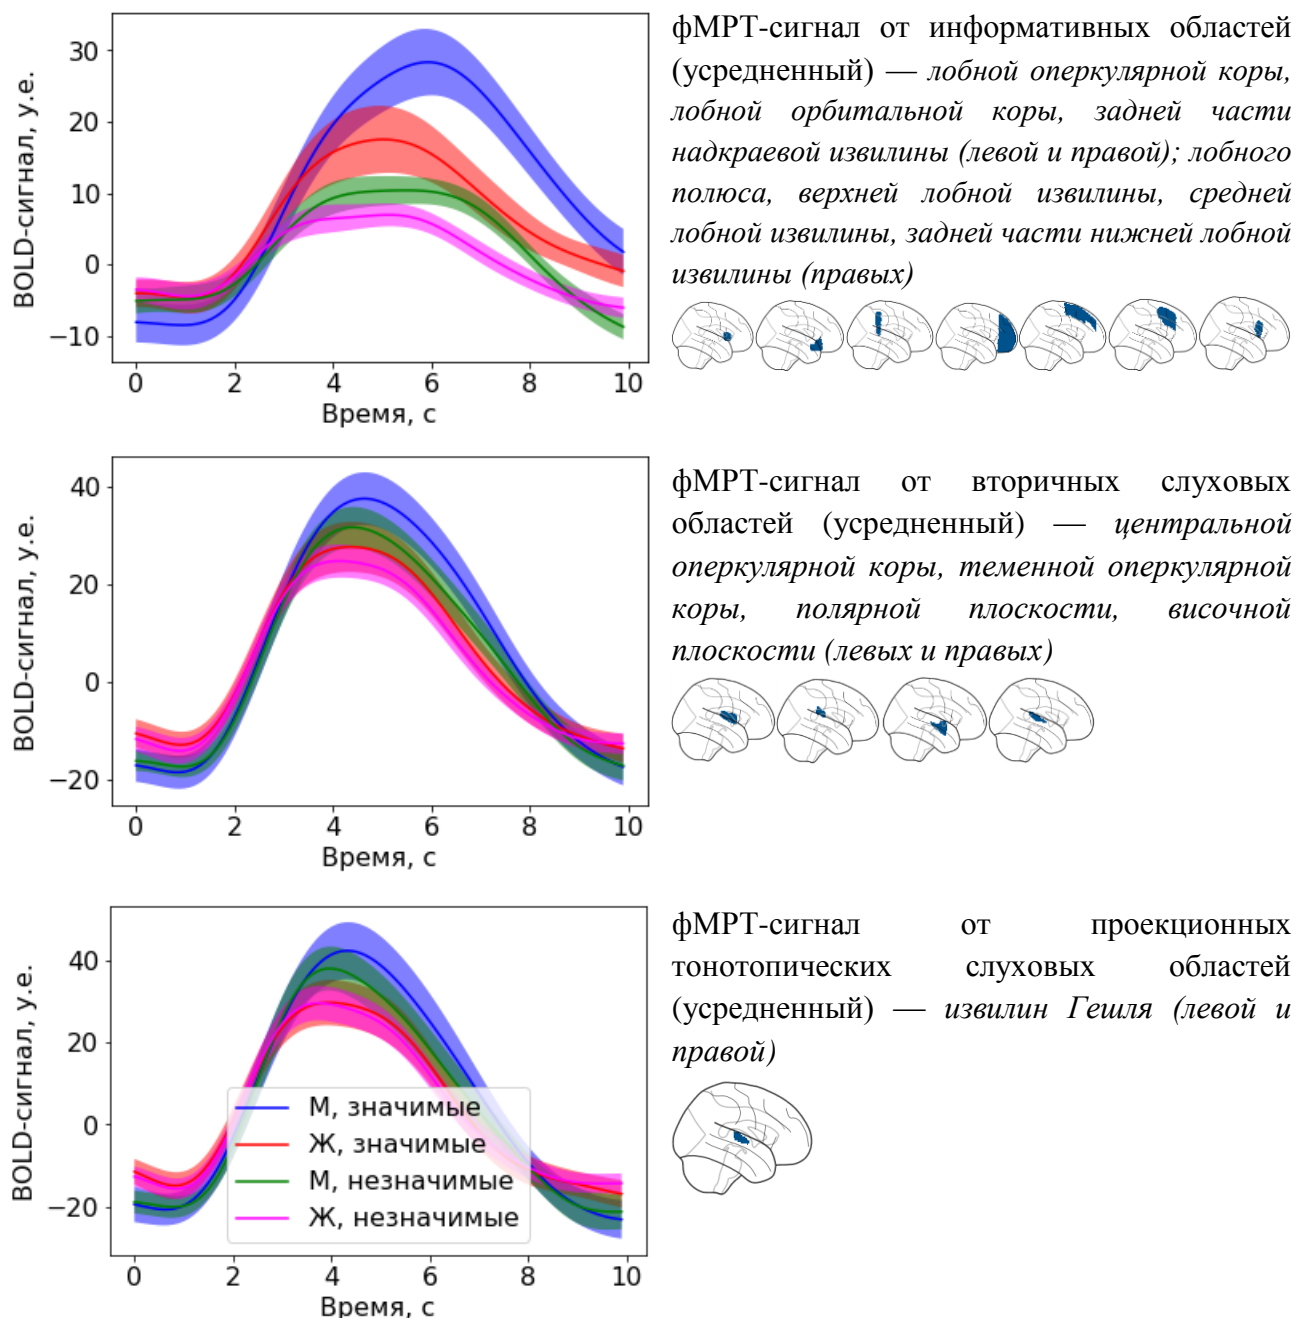 30
20
10
0
−10
BOLD-сигнал, у.е.
0 2 4 6 8 10
Время, с
фМРТ-сигнал от информативных областей
(усредненный) — лобной оперкулярной коры,
лобной орбитальной коры, задней части
надкраевой извилины (левой и правой); лобного
полюса, верхней лобной извилины, средней
лобной извилины, задней части нижней лобной
извилины (правых)
40
20
0
−20
BOLD-сигнал, у.е.
0 2 4 6 8 10
Время, с
фМРТ-сигнал от вторичных слуховых
областей (усредненный) — центральной
оперкулярной коры, теменной оперкулярной
коры, полярной плоскости, височной
плоскости (левых и правых)
40
20
0
−20
BOLD-сигнал, у.е.
М, значимые
Ж, значимые
М, незначимые
Ж, незначимые
0 2 4 6 8 10
Время, с
фМРТ-сигнал от проекционных
тонотопических слуховых областей
(усредненный) — извилин Гешля (левой и
правой)